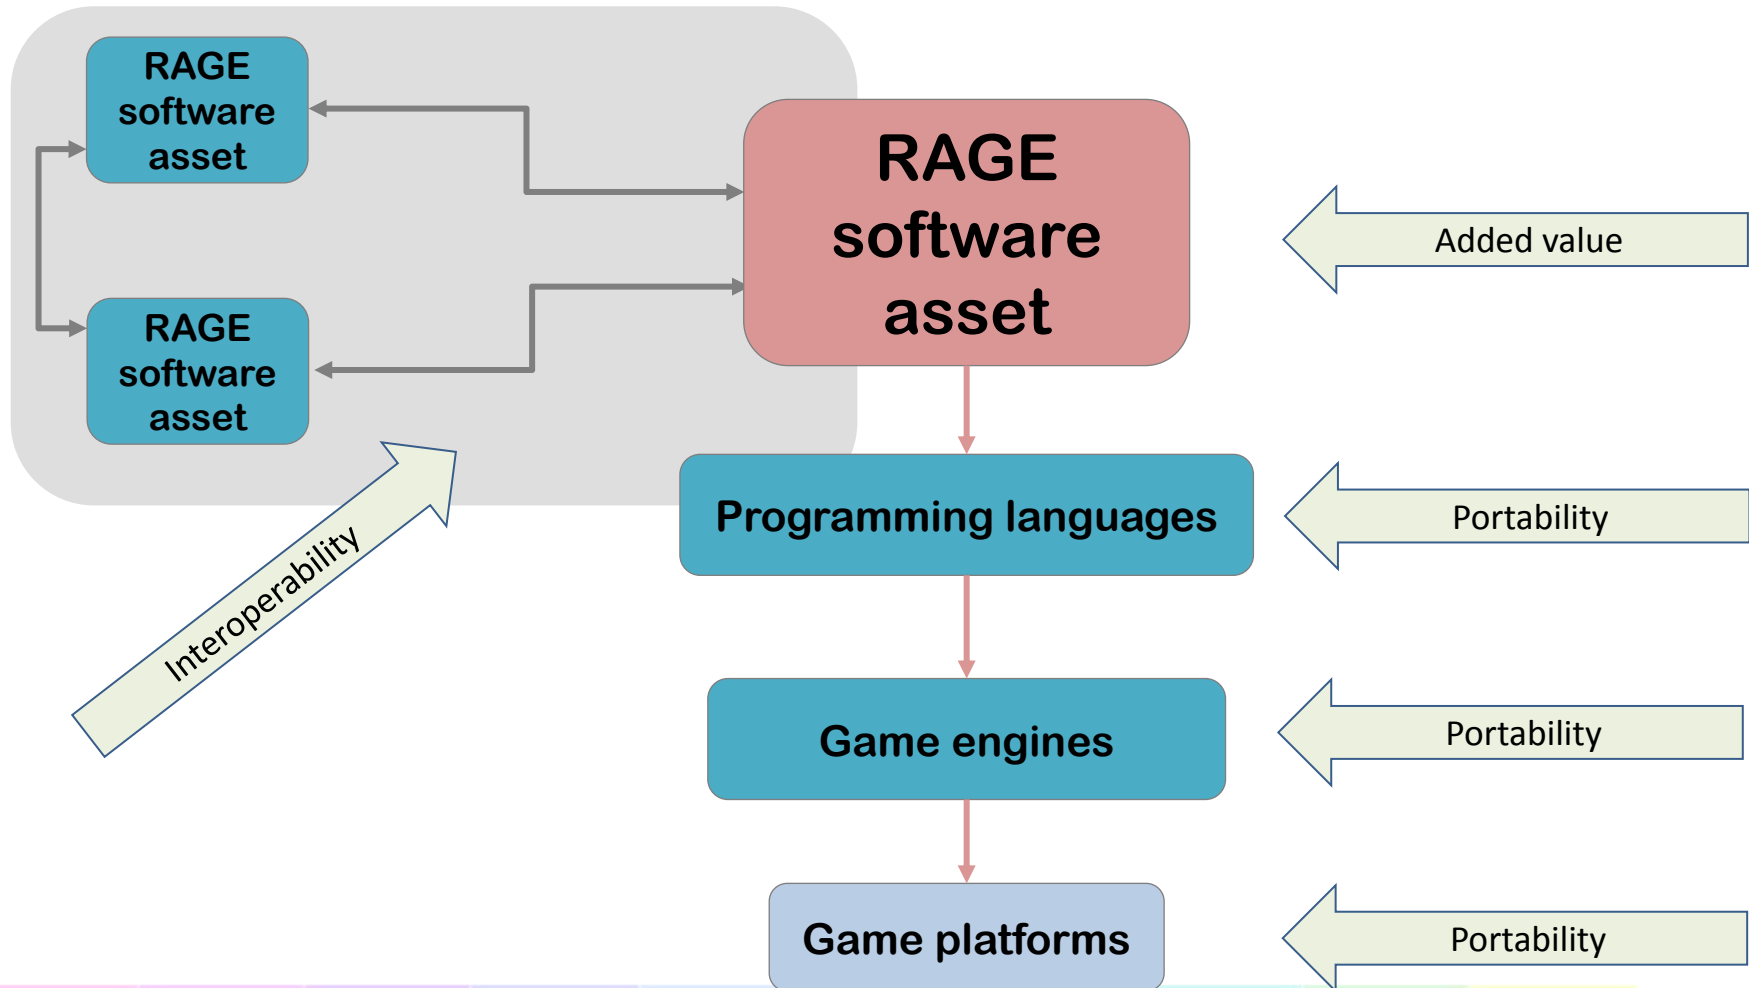 RAGE
software
asset
RAGE
software
asset
Added value
RAGE
software
asset
Programming languages
Portability
Interoperability
Game engines
Portability
Game platforms
Portability